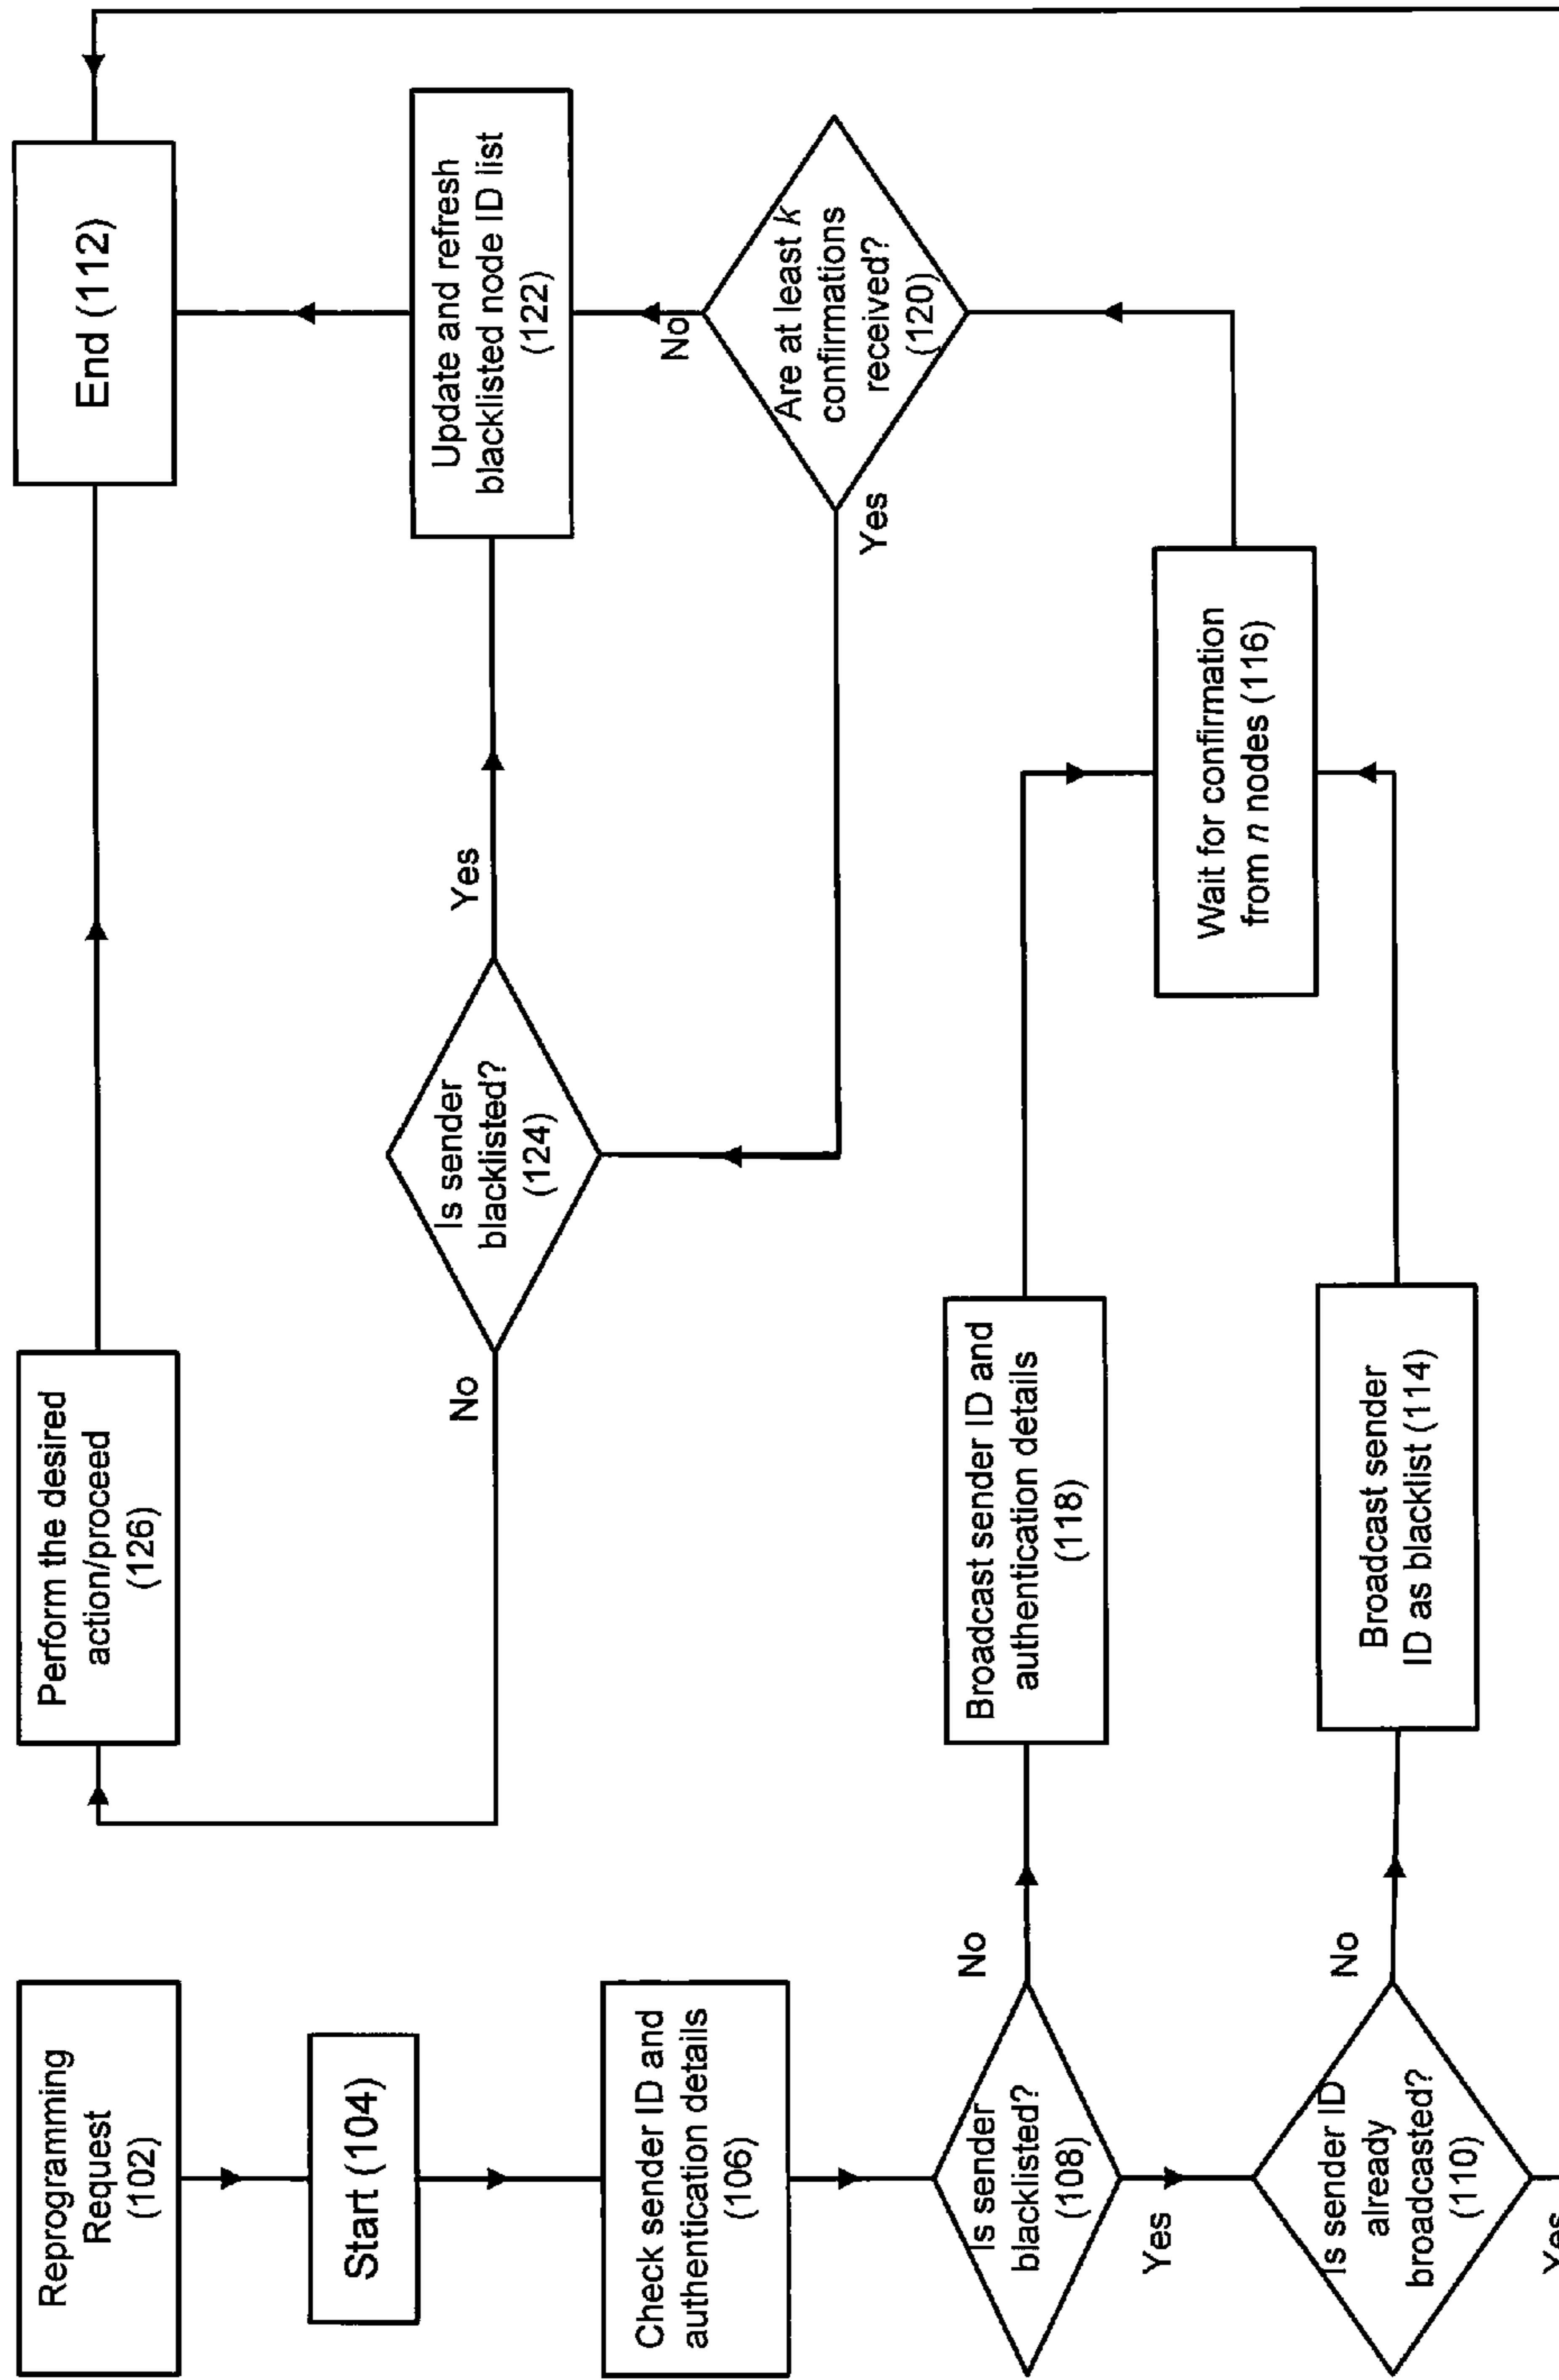 Reprogramming
Request
(102)
Start (104)
Check sender ID and
authentication details
(106)
Is sender
blacklisted?
(108)
No
Yes
Is sender ID
already
broadcasted?
(110)
No
Yes
Broadcast sender ID and
authentication details
(118)
Broadcast sender
ID as blacklist (114)
Wait for confirmation
from n nodes (116)
Are at least k
confirmations
received?
(120)
No
Yes
Is sender
blacklisted?
(124)
No
Yes
Update and refresh
blacklisted node ID list
(122)
Perform the desired
action/proceed
(126)
End (112)